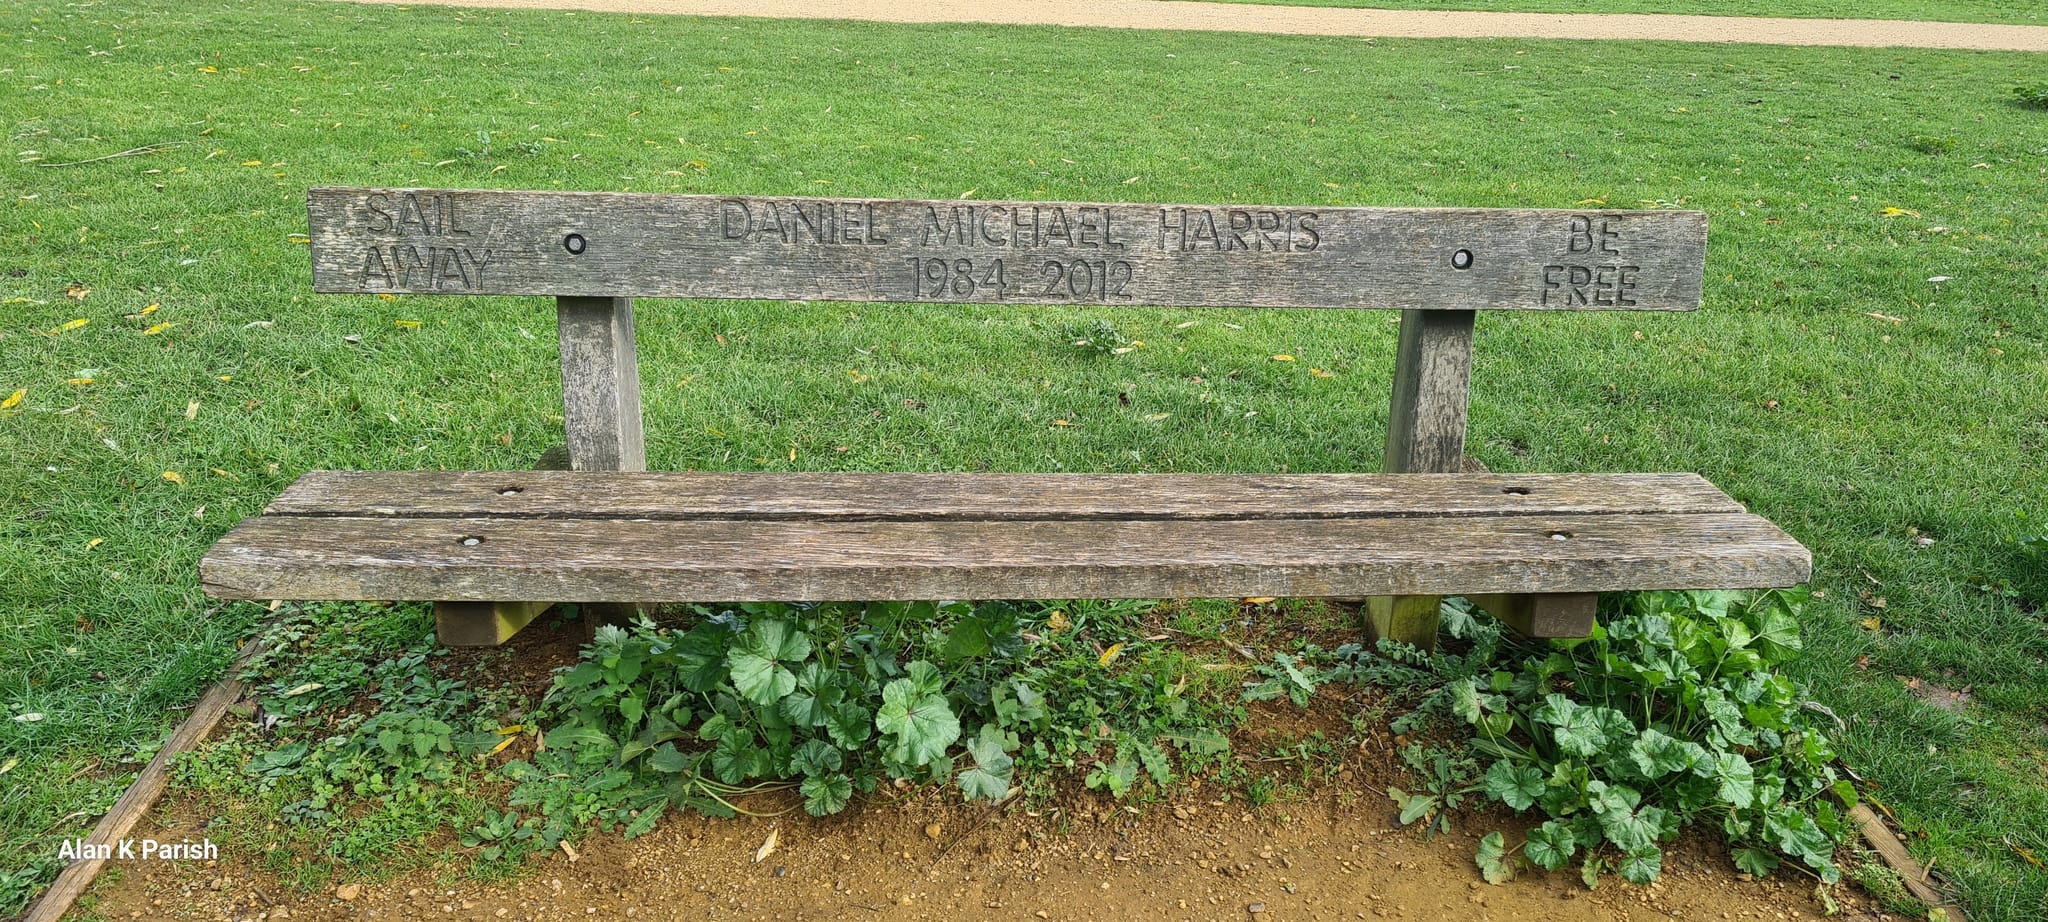 SAIL
AWAY
DANIEL MICHAEL HARRIS
1984 2012
BE
FREE
Alan K Parish